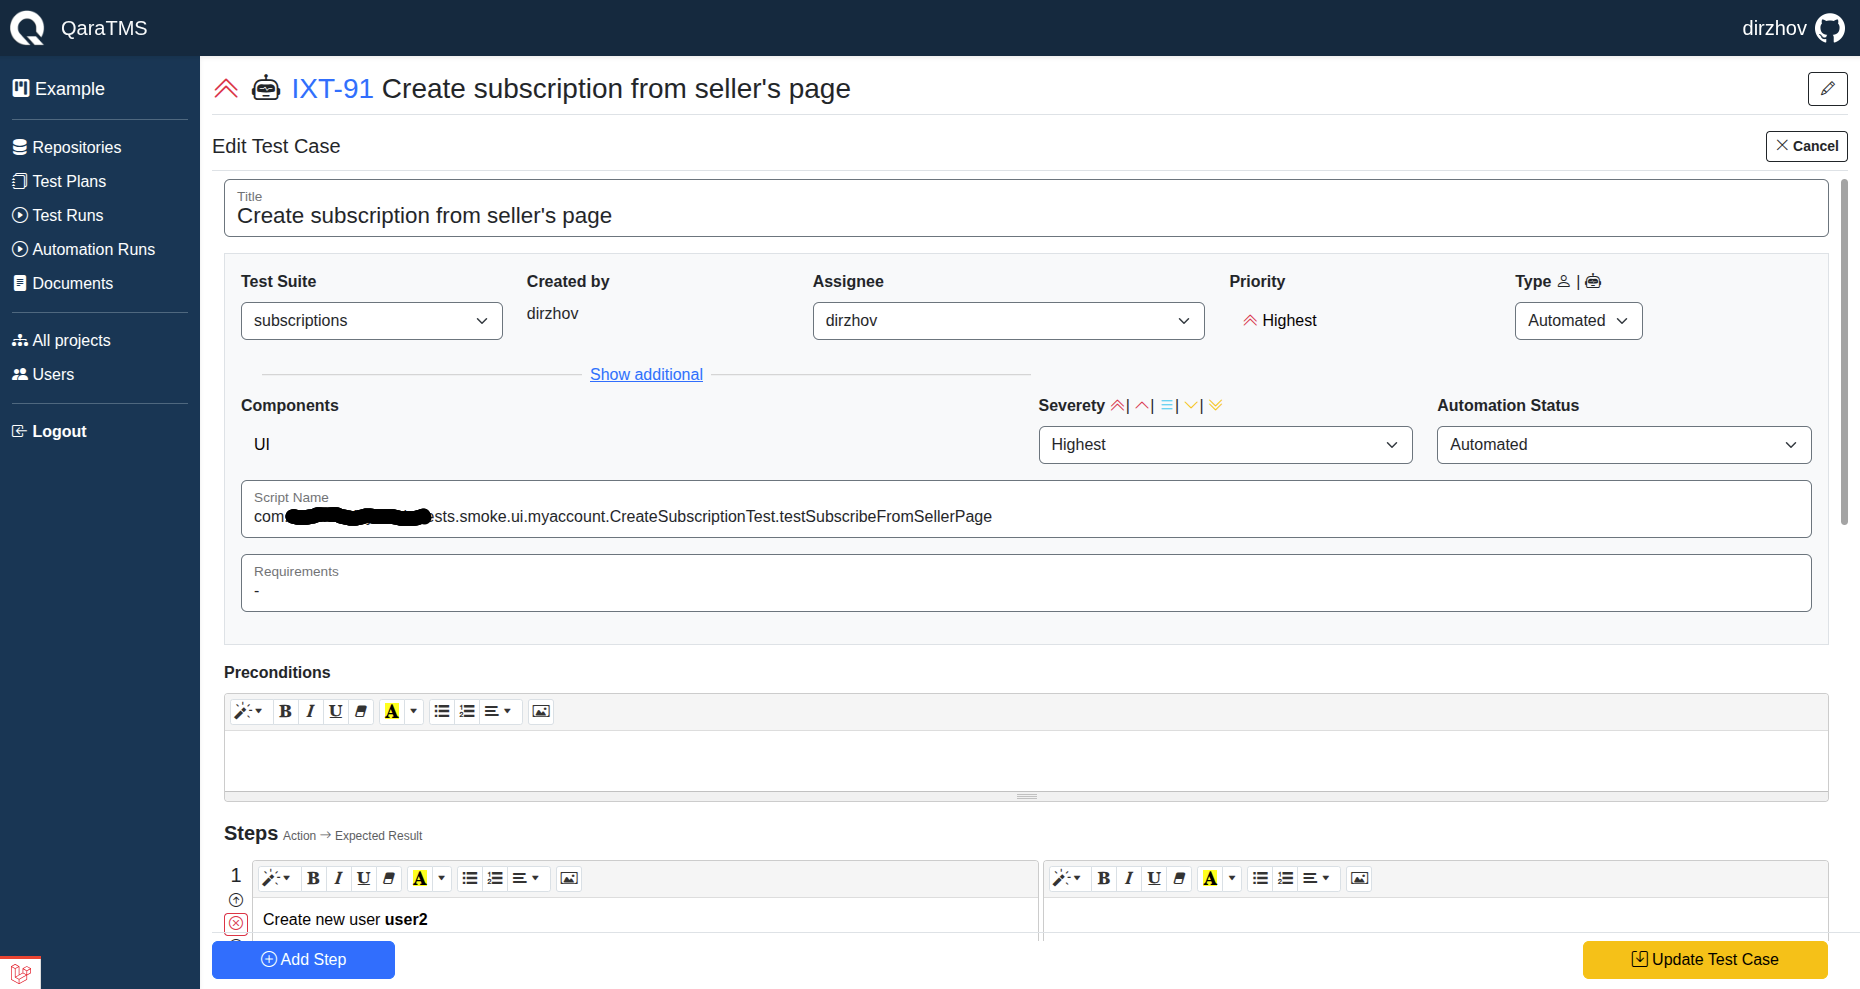 QaraTMS
dirzhov
Example
Repositories
Test Plans
Test Runs
Automation Runs
Documents
All projects
Users
Logout
IXT-91 Create subscription from seller's page
Edit Test Case
Cancel
Title
Create subscription from seller's page
Test Suite
Created by
Assignee
Priority
Type |
subscriptions
dirzhov
dirzhov
Highest
Automated
Show additional
Components
Severety | | | |
Automation Status
UI
Highest
Automated
Script Name
com. ests.smoke.ui.myaccount.CreateSubscriptionTest.testSubscribeFromSellerPage
Requirements
-
Preconditions
B I U A
Steps Action → Expected Result
1
B I U A
B I U A
Create new user user2
Add Step
Update Test Case